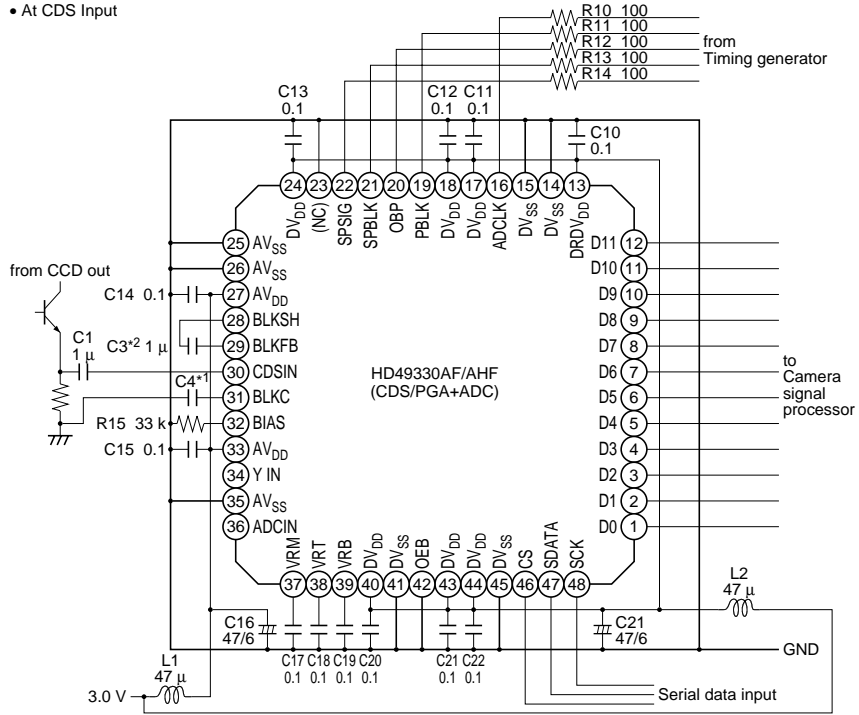 • At CDS Input
R10 100
R11 100
R12 100
R13 100
R14 100
from
Timing generator
C13
0.1
C12
0.1
C11
0.1
C10
0.1
24
23
22
21
20
19
18
17
16
15
14
13
DVDD
(NC)
SPSIG
SPBLK
OBP
PBLK
DVDD
DVDD
ADCLK
DVSS
DVSS
DRDVDD
from CCD out
C1
1 µ
C14 0.1
C3*2 1 µ
C4*1
R15 33 k
C15 0.1
25 AVSS
26 AVSS
27 AVDD
28 BLKSH
29 BLKFB
30 CDSIN
31 BLKC
32 BIAS
33 AVDD
34 Y IN
35 AVSS
36 ADCIN
HD49330AF/AHF
(CDS/PGA+ADC)
D11 12
D10 11
D9 10
D8 9
D7 8
D6 7
D5 6
D4 5
D3 4
D2 3
D1 2
D0 1
to
Camera
signal
processor
VRM
VRT
VRB
DVDD
DVSS
OEB
DVDD
DVDD
DVSS
CS
SDATA
SCK
37
38
39
40
41
42
43
44
45
46
47
48
L2
47 µ
C16
47/6
C17
0.1
C18
0.1
C19
0.1
C20
0.1
C21
0.1
C22
0.1
C21
47/6
GND
L1
47 µ
3.0 V
Serial data input